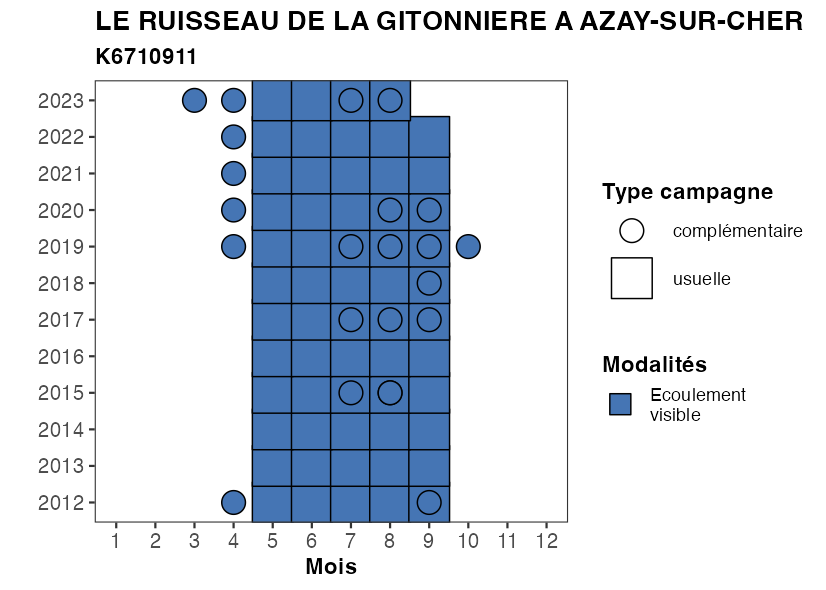 LE RUISSEAU DE LA GITONNIERE A AZAY-SUR-CHER
K6710911
2023
2022
2021
2020
2019
2018
2017
2016
2015
2014
2013
2012
1 2 3 4 5 6 7 8 9 10 11 12
Mois
Type campagne
complémentaire
usuelle
Modalités
Ecoulement
visible